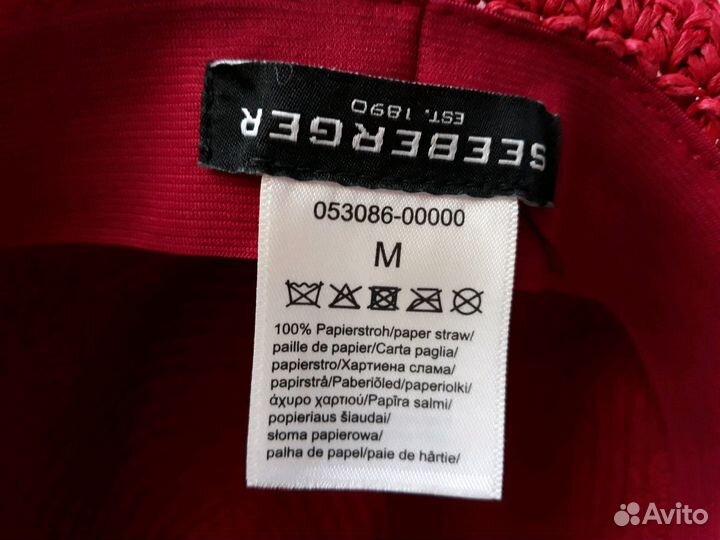 SEEBERGER
EST. 1890
053086-00000
M
100% Papierstroh/paper straw/
paille de papier/Carta paglia/
papierstro/Хартиена слама/
papirstrå/Paberiõled/paperiolki/
άχυρο χαρτιού/Papīra salmi/
popieriaus šiaudai/
słoma papierowa/
palha de papel/paie de hârtie/
Avito